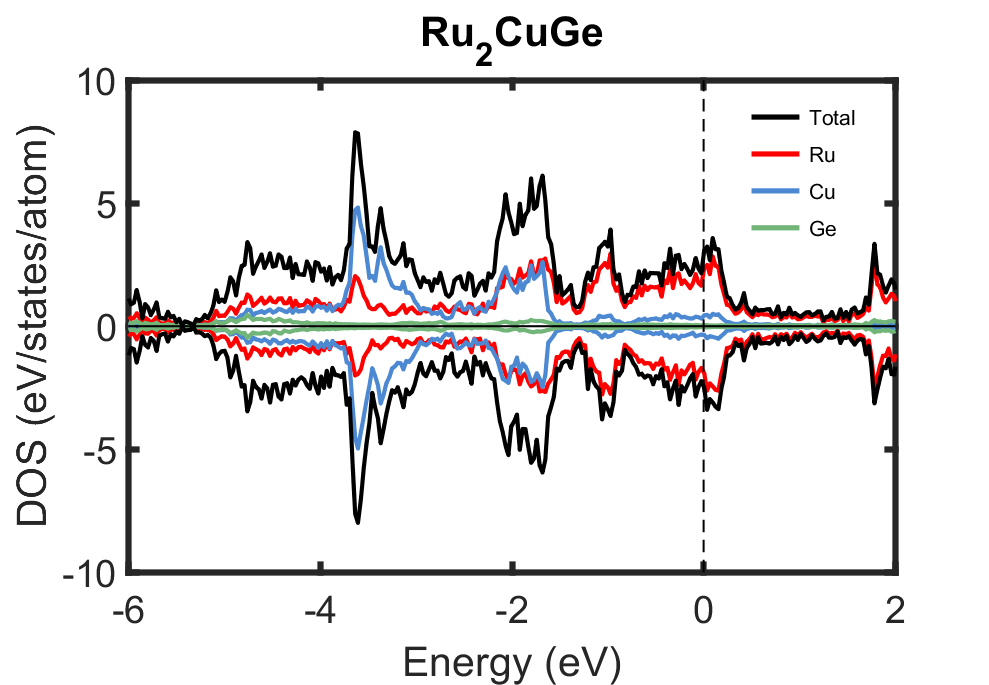 Ru2CuGe
10
5
0
-5
-10
DOS (eV/states/atom)
Total
Ru
Cu
Ge
-6
-4
-2
0
2
Energy (eV)